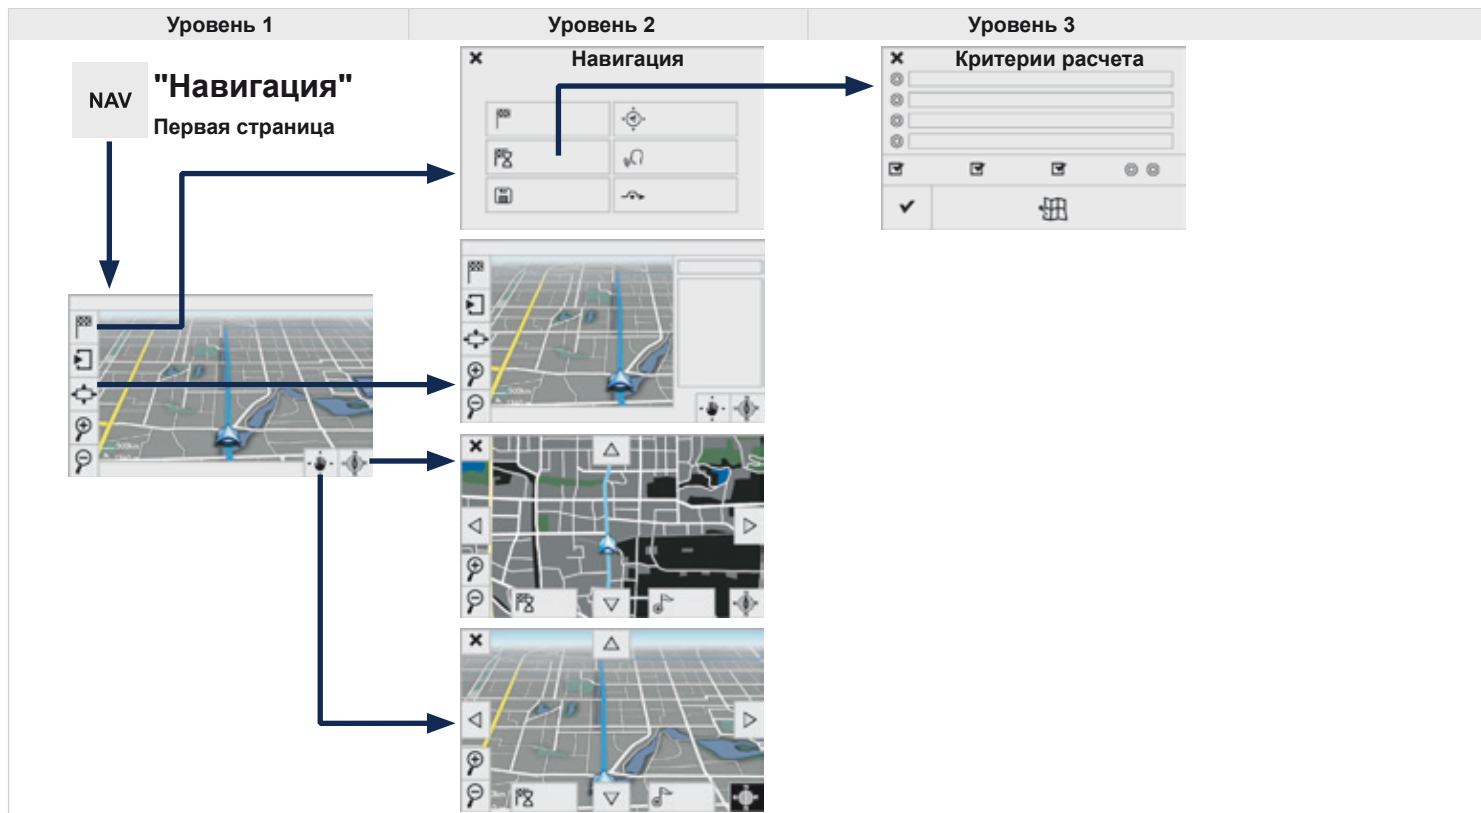 Уровень 1
Уровень 2
Уровень 3
NAV
"Навигация"
Первая страница
Навигация
Критерии расчета